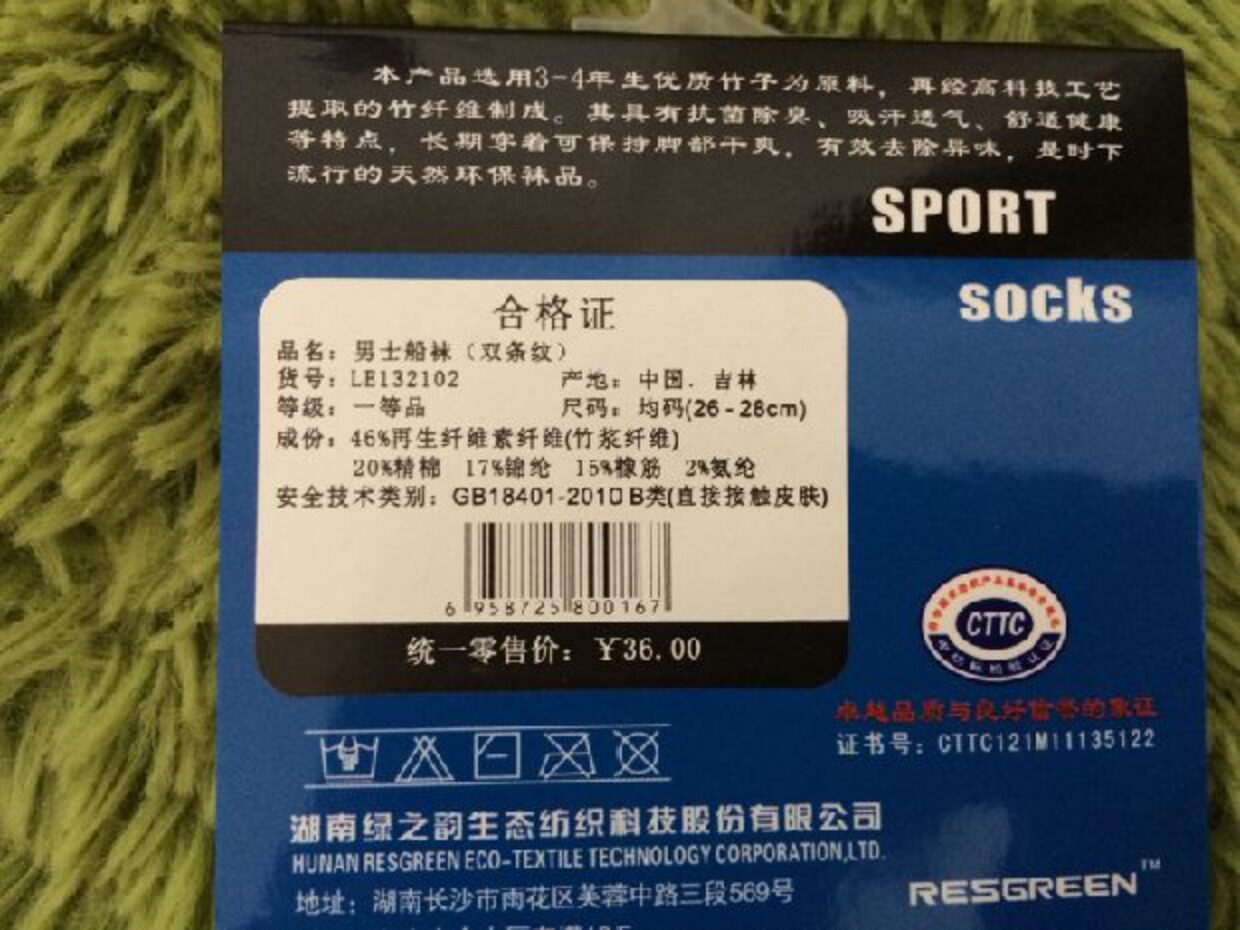 本产品选用3-4年生优质竹子为原料，再经高科技工艺
提取的竹纤维制成。其具有抗菌除臭、吸汗透气、舒适健康
等特点，长期穿着可保持脚部干爽，有效去除异味，是时下
流行的天然环保袜品。
SPORT
socks
合格证
品名：男士船袜（双条纹）
货号：LE132102 产地：中国．吉林
等级：一等品 尺码：均码(26-28cm)
成份：46%再生纤维素纤维(竹浆纤维)
20%精棉 17%锦纶 15%橡筋 2%氨纶
安全技术类别：GB18401-2010 B类(直接接触皮肤)
6 958725 800167
统一零售价：￥36.00
CTTC
卓越品质与良好信誉的象征
证书号：CTTC121M11135122
湖南绿之韵生态纺织科技股份有限公司
HUNAN RESGREEN ECO-TEXTILE TECHNOLOGY CORPORATION,LTD.
地址：湖南长沙市雨花区芙蓉中路三段569号
RESGREEN™